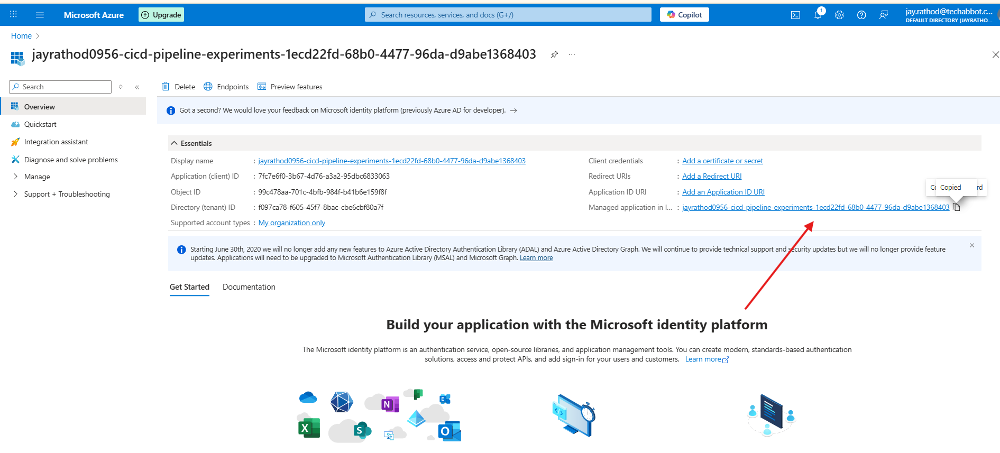 Microsoft Azure
Upgrade
Search resources, services, and docs (G+/)
Copilot
1
jay.rathod@techabbot.c...
DEFAULT DIRECTORY (JAYRATHO...
Home
jayrathod0956-cicd-pipeline-experiments-1ecd22fd-68b0-4477-96da-d9abe1368403
...
Search
Delete
Endpoints
Preview features
Overview
Quickstart
Integration assistant
Diagnose and solve problems
Manage
Support + Troubleshooting
Got a second? We would love your feedback on Microsoft identity platform (previously Azure AD for developer).
Essentials
Display name : jayrathod0956-cicd-pipeline-experiments-1ecd22fd-68b0-4477-96da-d9abe1368403
Application (client) ID : 7fc7e6f0-3b67-4d76-a3a2-95dbc6833063
Object ID : 99c478aa-701c-4bfb-984f-b41b6e159f8f
Directory (tenant) ID : f097ca78-f605-45f7-8bac-cbe6cbf80a7f
Supported account types : My organization only
Client credentials : Add a certificate or secret
Redirect URIs : Add a Redirect URI
Application ID URI : Add an Application ID URI
Managed application in l... : jayrathod0956-cicd-pipeline-experiments-1ecd22fd-68b0-4477-96da-d9abe1368403
Copied
Starting June 30th, 2020 we will no longer add any new features to Azure Active Directory Authentication Library (ADAL) and Azure Active Directory Graph. We will continue to provide technical support and security updates but we will no longer provide feature
updates. Applications will need to be upgraded to Microsoft Authentication Library (MSAL) and Microsoft Graph. Learn more
Get Started
Documentation
Build your application with the Microsoft identity platform
The Microsoft identity platform is an authentication service, open-source libraries, and application management tools. You can create modern, standards-based authentication
solutions, access and protect APIs, and add sign-in for your users and customers. Learn more
N
E
X
S
O